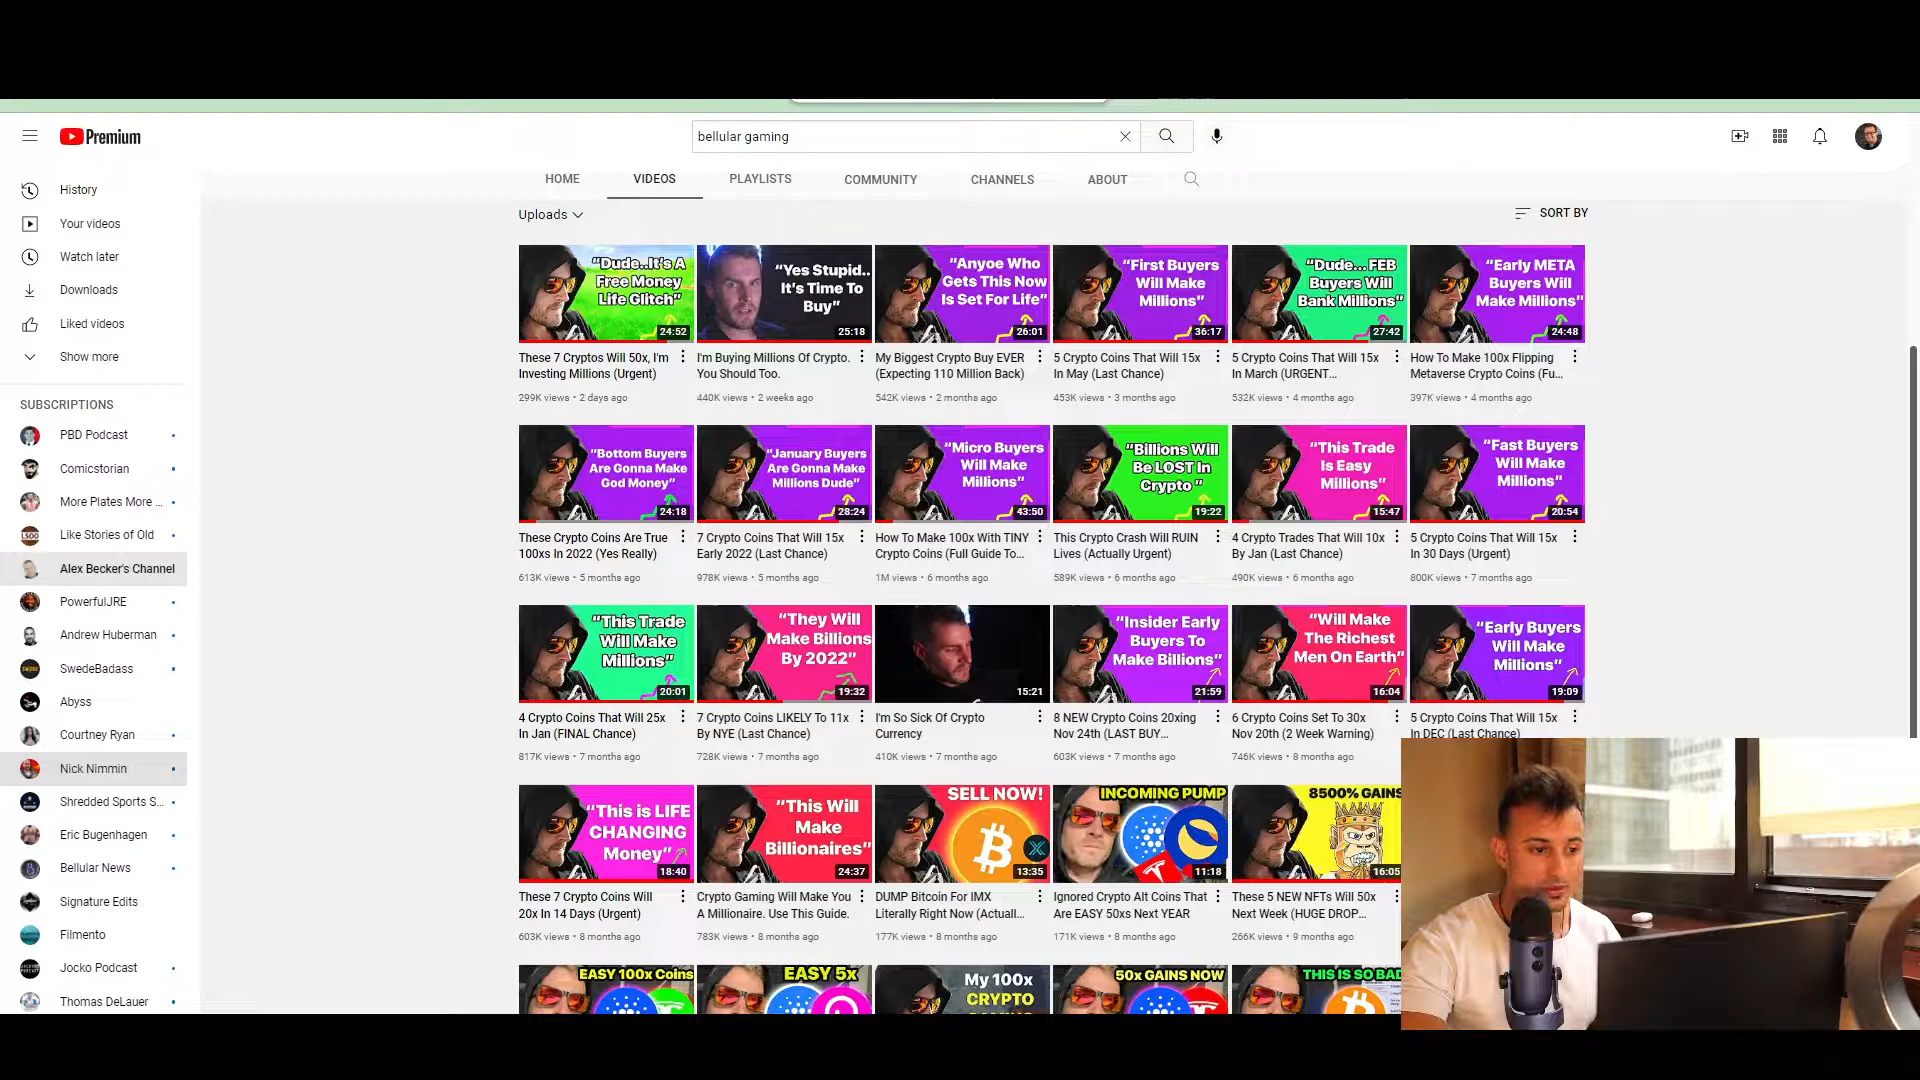 Premium
bellular gaming
HOME
VIDEOS
PLAYLISTS
COMMUNITY
CHANNELS
ABOUT
Uploads
SORT BY
History
Your videos
Watch later
Downloads
Liked videos
Show more
SUBSCRIPTIONS
PBD Podcast
Comicstorian
More Plates More ...
Like Stories of Old
Alex Becker's Channel
PowerfulJRE
Andrew Huberman
SwedeBadass
Abyss
Courtney Ryan
Nick Nimmin
Shredded Sports S...
Eric Bugenhagen
Bellular News
Signature Edits
Filmento
Jocko Podcast
Thomas DeLauer
"Dude..It's A
Free Money
Life Glitch"
24:52
These 7 Cryptos Will 50x, I'm
Investing Millions (Urgent)
299K views • 2 days ago
"Yes Stupid..
It's Time To
Buy"
25:18
I'm Buying Millions Of Crypto.
You Should Too.
440K views • 2 weeks ago
"Anyoe Who
Gets This Now
Is Set For Life"
26:01
My Biggest Crypto Buy EVER
(Expecting 110 Million Back)
542K views • 2 months ago
"First Buyers
Will Make
Millions"
36:17
5 Crypto Coins That Will 15x
In May (Last Chance)
453K views • 3 months ago
"Dude... FEB
Buyers Will
Bank Millions"
27:42
5 Crypto Coins That Will 15x
In March (URGENT...
532K views • 4 months ago
"Early META
Buyers Will
Make Millions"
24:48
How To Make 100x Flipping
Metaverse Crypto Coins (Fu...
397K views • 4 months ago
"Bottom Buyers
Are Gonna Make
God Money"
24:18
These Crypto Coins Are True
100xs In 2022 (Yes Really)
613K views • 5 months ago
"January Buyers
Are Gonna Make
Millions Dude"
28:24
7 Crypto Coins That Will 15x
Early 2022 (Last Chance)
978K views • 5 months ago
"Micro Buyers
Will Make
Millions"
43:50
How To Make 100x With TINY
Crypto Coins (Full Guide To...
1M views • 6 months ago
"Billions Will
Be LOST In
Crypto "
19:22
This Crypto Crash Will RUIN
Lives (Actually Urgent)
589K views • 6 months ago
"This Trade
Is Easy
Millions"
15:47
4 Crypto Trades That Will 10x
By Jan (Last Chance)
490K views • 6 months ago
"Fast Buyers
Will Make
Millions"
20:54
5 Crypto Coins That Will 15x
In 30 Days (Urgent)
800K views • 7 months ago
"This Trade
Will Make
Millions"
20:01
4 Crypto Coins That Will 25x
In Jan (FINAL Chance)
817K views • 7 months ago
"They Will
Make Billions
By 2022"
19:32
7 Crypto Coins LIKELY To 11x
By NYE (Last Chance)
728K views • 7 months ago
15:21
I'm So Sick Of Crypto
Currency
410K views • 7 months ago
"Insider Early
Buyers To
Make Billions"
21:59
8 NEW Crypto Coins 20xing
Nov 24th (LAST BUY...
603K views • 7 months ago
"Will Make
The Richest
Men On Earth"
16:04
6 Crypto Coins Set To 30x
Nov 20th (2 Week Warning)
746K views • 8 months ago
"Early Buyers
Will Make
Millions"
19:09
5 Crypto Coins That Will 15x
In DEC (Last Chance)
"This is LIFE
CHANGING
Money"
18:40
These 7 Crypto Coins Will
20x In 14 Days (Urgent)
603K views • 8 months ago
"This Will
Make
Billionaires"
24:37
Crypto Gaming Will Make You
A Millionaire. Use This Guide.
783K views • 8 months ago
SELL NOW!
13:35
DUMP Bitcoin For IMX
Literally Right Now (Actuall...
177K views • 8 months ago
INCOMING PUMP
11:18
Ignored Crypto Alt Coins That
Are EASY 50xs Next YEAR
171K views • 8 months ago
8500% GAINS
16:05
These 5 NEW NFTs Will 50x
Next Week (HUGE DROP...
266K views • 9 months ago
EASY 100x Coins
EASY 5x
My 100x
CRYPTO
50x GAINS NOW
THIS IS SO BAD